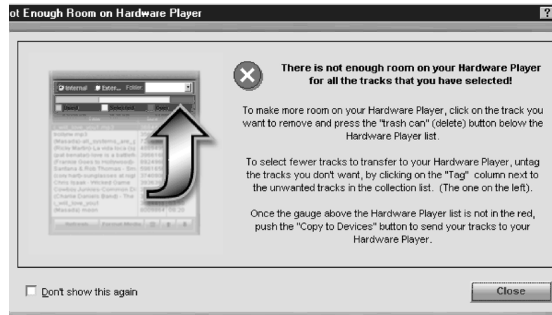 ot Enough Room on Hardware Player
?
There is not enough room on your Hardware Player
for all the tracks that you have selected!
Internal Exter... Folder
To make more room on your Hardware Player, click on the track you
want to remove and press the "trash can" (delete) button below the
Hardware Player list.
To select fewer tracks to transfer to your Hardware Player, untag
the tracks you don't want, by clicking on the "Tag" column next to
the unwanted tracks in the collection list. (The one on the left).
Once the gauge above the Hardware Player list is not in the red,
push the "Copy to Devices" button to send your tracks to your
Hardware Player.
Don't show this again
Close